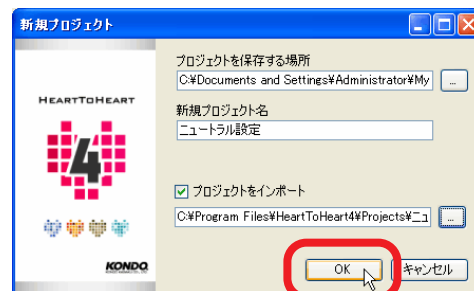 新規プロジェクト
プロジェクトを保存する場所
C:¥Documents and Settings¥Administrator¥My
...
新規プロジェクト名
ニュートラル設定
プロジェクトをインポート
C:¥Program Files¥HeartToHeart4¥Projects¥ニュ
...
OK
キャンセル
HEARTTOHEART
4
KONDO